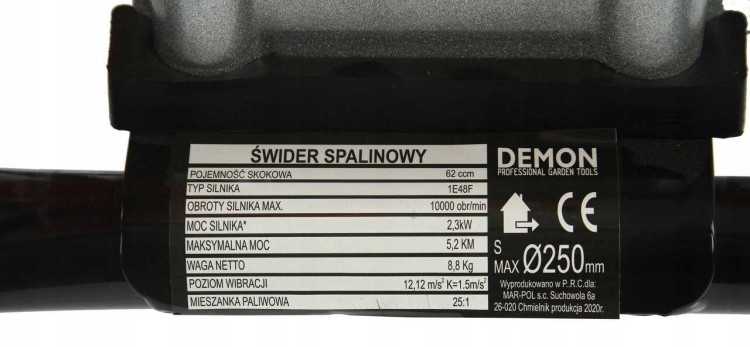 ŚWIDER SPALINOWY
POJEMNOŚĆ SKOKOWA 62 ccm
TYP SILNIKA 1E48F
OBROTY SILNIKA MAX. 10000 obr/min
MOC SILNIKA* 2,3kW
MAKSYMALNA MOC 5,2 KM
WAGA NETTO 8,8 Kg
POZIOM WIBRACJI 12,12 m/s² K=1.5m/s²
MIESZANKA PALIWOWA 25:1
DEMON
PROFESSIONAL GARDEN TOOLS
CE
S
MAX Ø250mm
Wyprodukowano w P.R.C.dla:
MAR-POL s.c. Suchowola 6a
26-020 Chmielnik produkcja 2020r.